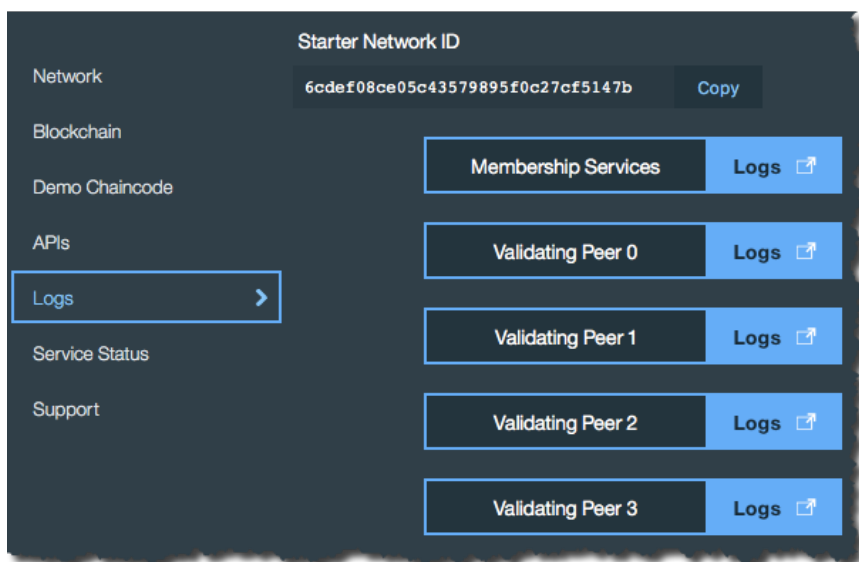 Starter Network ID
Network
6cdef08ce05c43579895f0c27cf5147b Copy
Blockchain
Membership Services Logs
Demo Chaincode
APIs
Validating Peer 0 Logs
Logs
Validating Peer 1 Logs
Service Status
Support
Validating Peer 2 Logs
Validating Peer 3 Logs